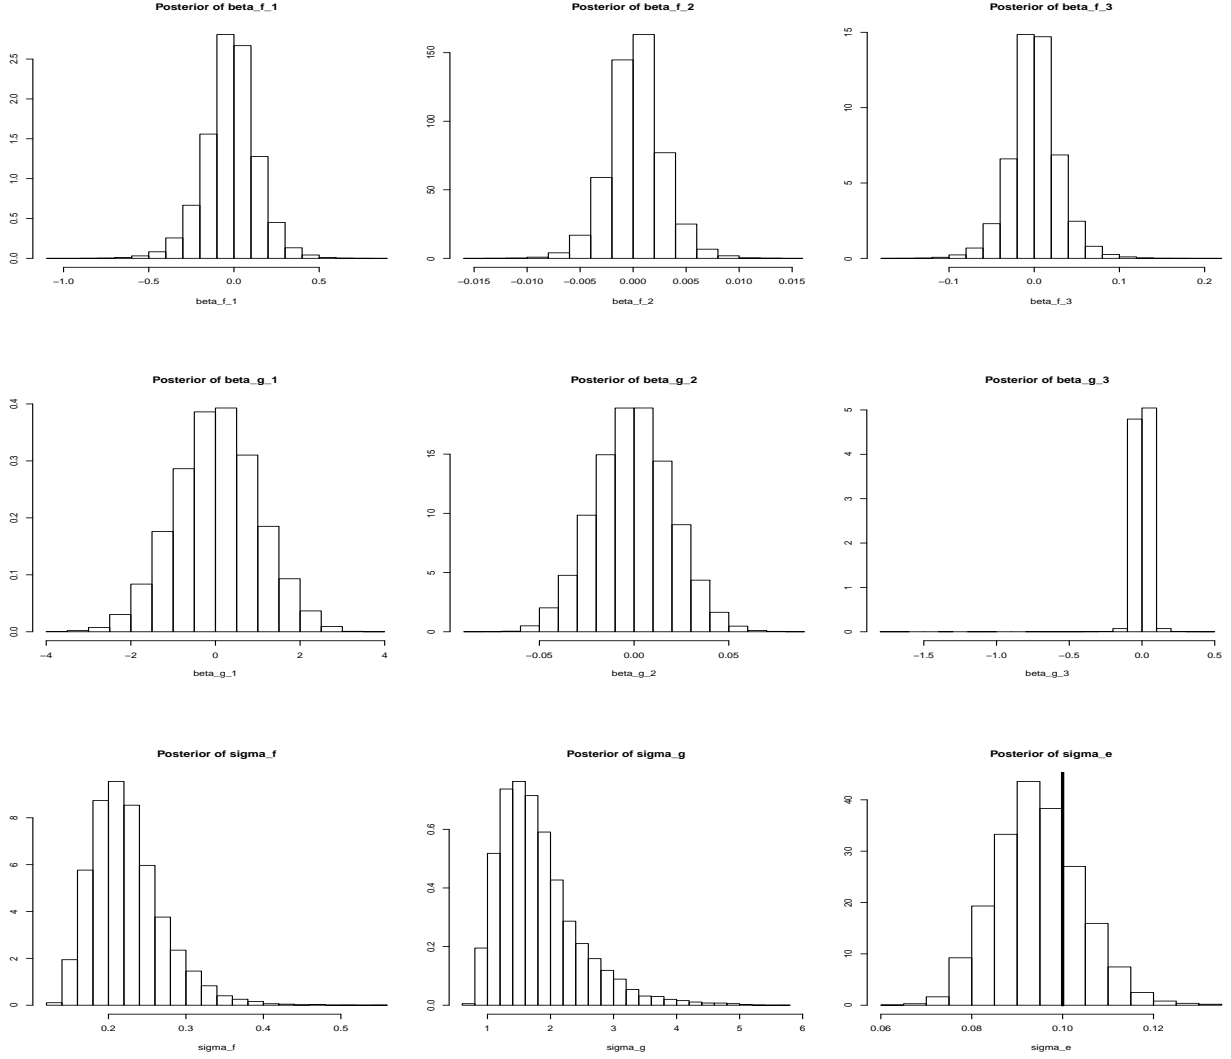 Posterior of beta_f_1
Posterior of beta_f_2
Posterior of beta_f_3
0.0 0.5 1.0 1.5 2.0 2.5
0 50 100 150
0 5 10 15
−1.0 −0.5 0.0 0.5
−0.015 −0.010 −0.005 0.000 0.005 0.010 0.015
−0.1 0.0 0.1 0.2
beta_f_1
beta_f_2
beta_f_3
Posterior of beta_g_1
Posterior of beta_g_2
Posterior of beta_g_3
0.0 0.1 0.2 0.3 0.4
0 5 10 15
0 1 2 3 4 5
−4 −2 0 2 4
−0.05 0.00 0.05
−1.5 −1.0 −0.5 0.0 0.5
beta_g_1
beta_g_2
beta_g_3
Posterior of sigma_f
Posterior of sigma_g
Posterior of sigma_e
0 2 4 6 8
0.0 0.2 0.4 0.6
0 10 20 30 40
0.2 0.3 0.4 0.5
1 2 3 4 5 6
0.06 0.08 0.10 0.12
sigma_f
sigma_g
sigma_e